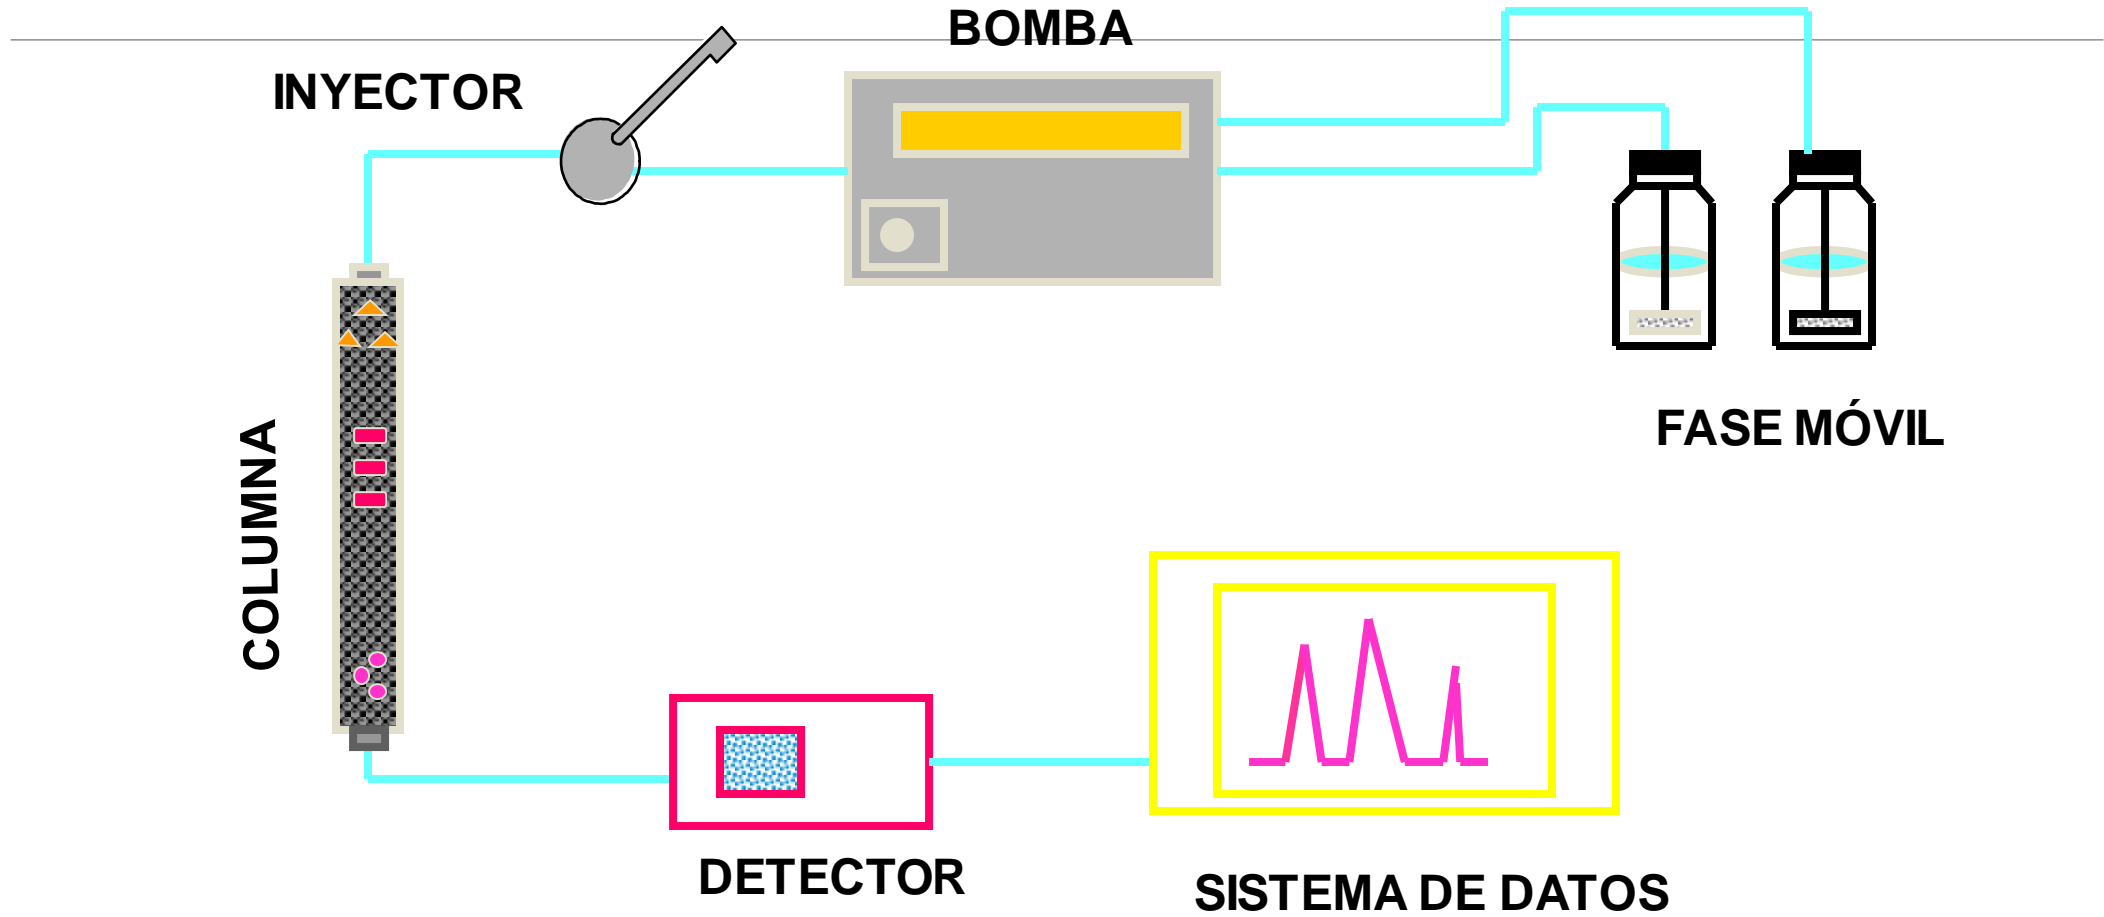 BOMBA
INYECTOR
FASE MÓVIL
COLUMNA
DETECTOR
SISTEMA DE DATOS